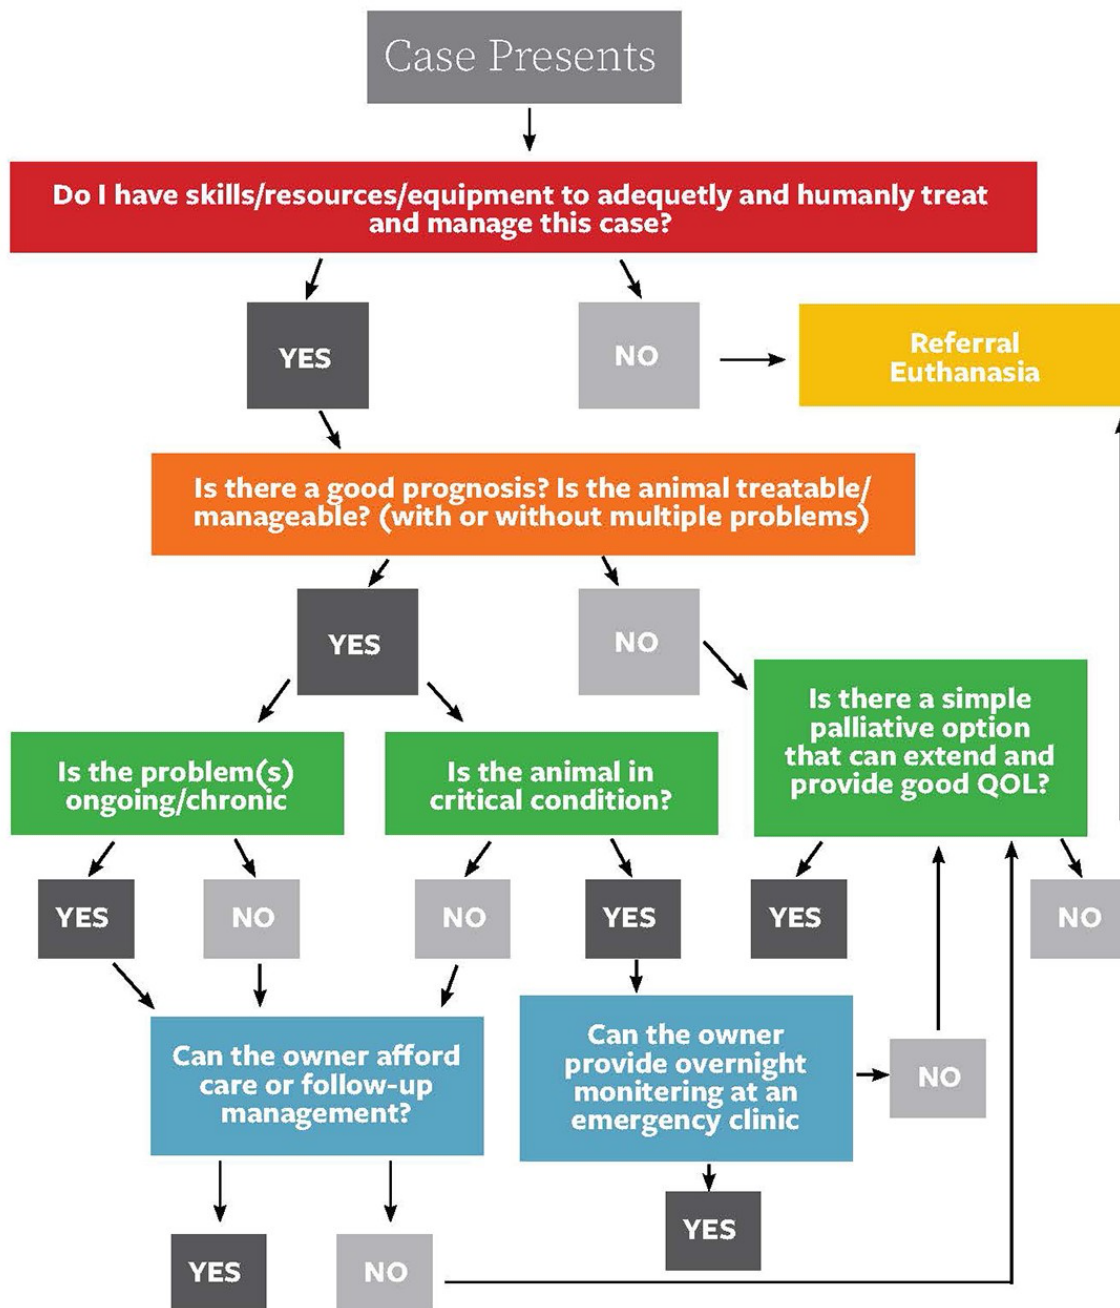 Case Presents
Do I have skills/resources/equipment to adequetly and humanly treat
and manage this case?
YES
NO
Referral
Euthanasia
Is there a good prognosis? Is the animal treatable/
manageable? (with or without multiple problems)
YES
NO
Is there a simple
palliative option
that can extend and
provide good QOL?
Is the problem(s)
ongoing/chronic
Is the animal in
critical condition?
YES
NO
NO
YES
YES
NO
Can the owner afford
care or follow-up
management?
Can the owner
provide overnight
monitering at an
emergency clinic
NO
YES
NO
YES